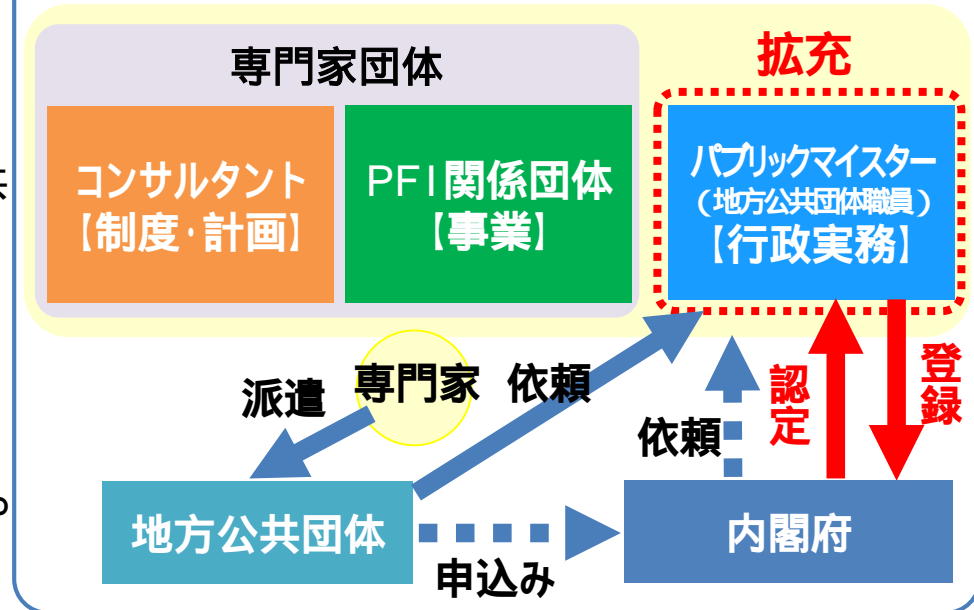 専門家団体
拡充
コンサルタント
【制度・計画】
PFI関係団体
【事業】
パブリックマイスター
(地方公共団体職員)
【行政実務】
派遣
専門家
依頼
依頼
認定
登録
地方公共団体
申込み
内閣府